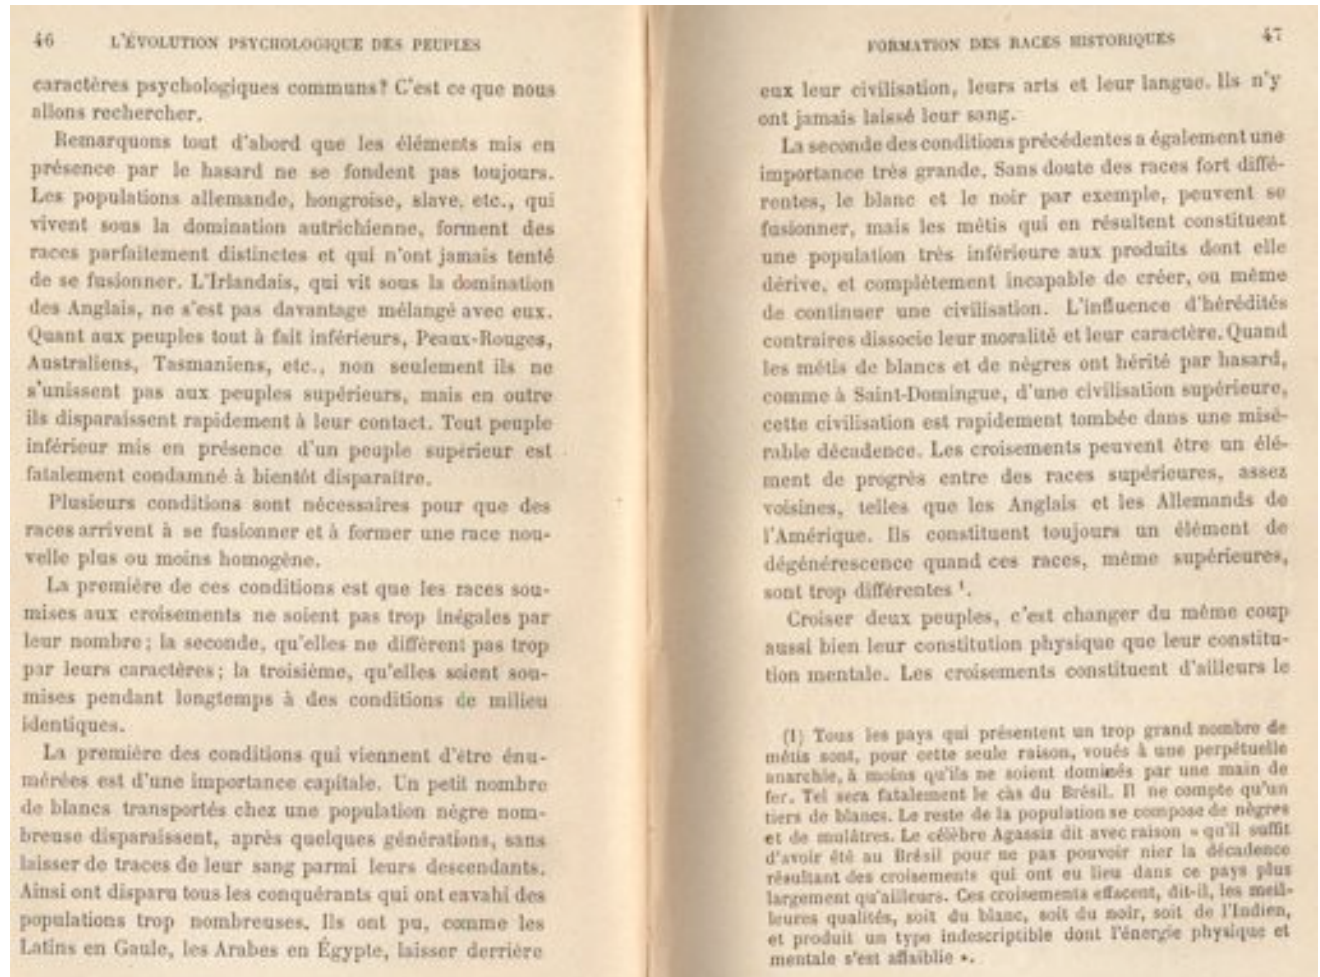 46 L'ÉVOLUTION PSYCHOLOGIQUE DES PEUPLES
caractères psychologiques communs? C'est ce que nous
allons rechercher.
Remarquons tout d'abord que les éléments mis en
présence par le hasard ne se fondent pas toujours.
Les populations allemande, hongroise, slave, etc., qui
vivent sous la domination autrichienne, forment des
races parfaitement distinctes et qui n'ont jamais tenté
de se fusionner. L'Irlandais, qui vit sous la domination
des Anglais, ne s'est pas davantage mélangé avec eux.
Quant aux peuples tout à fait inférieurs, Peaux-Rouges,
Australiens, Tasmaniens, etc., non seulement ils ne
s'unissent pas aux peuples supérieurs, mais en outre
ils disparaissent rapidement à leur contact. Tout peuple
inférieur mis en présence d'un peuple supérieur est
fatalement condamné à bientôt disparaître.
Plusieurs conditions sont nécessaires pour que des
races arrivent à se fusionner et à former une race nou-
velle plus ou moins homogène.
La première de ces conditions est que les races sou-
mises aux croisements ne soient pas trop inégales par
leur nombre; la seconde, qu'elles ne diffèrent pas trop
par leurs caractères; la troisième, qu'elles soient sou-
mises pendant longtemps à des conditions de milieu
identiques.
La première des conditions qui viennent d'être énu-
mérées est d'une importance capitale. Un petit nombre
de blancs transportés chez une population nègre nom-
breuse disparaissent, après quelques générations, sans
laisser de traces de leur sang parmi leurs descendants.
Ainsi ont disparu tous les conquérants qui ont envahi des
populations trop nombreuses. Ils ont pu, comme les
Latins en Gaule, les Arabes en Égypte, laisser derrière
FORMATION DES RACES HISTORIQUES 47
eux leur civilisation, leurs arts et leur langue. Ils n'y
ont jamais laissé leur sang.
La seconde des conditions précédentes a également une
importance très grande. Sans doute des races fort diffé-
rentes, le blanc et le noir par exemple, peuvent se
fusionner, mais les métis qui en résultent constituent
une population très inférieure aux produits dont elle
dérive, et complètement incapable de créer, ou même
de continuer une civilisation. L'influence d'hérédités
contraires dissocie leur moralité et leur caractère. Quand
les métis de blancs et de nègres ont hérité par hasard,
comme à Saint-Domingue, d'une civilisation supérieure,
cette civilisation est rapidement tombée dans une misé-
rable décadence. Les croisements peuvent être un élé-
ment de progrès entre des races supérieures, assez
voisines, telles que les Anglais et les Allemands de
l'Amérique. Ils constituent toujours un élément de
dégénérescence quand ces races, même supérieures,
sont trop différentes ¹.
Croiser deux peuples, c'est changer du même coup
aussi bien leur constitution physique que leur constitu-
tion mentale. Les croisements constituent d'ailleurs le
(1) Tous les pays qui présentent un trop grand nombre de
métis sont, pour cette seule raison, voués à une perpétuelle
anarchie, à moins qu'ils ne soient dominés par une main de
fer. Tel sera fatalement le cas du Brésil. Il ne compte qu'un
tiers de blancs. Le reste de la population se compose de nègres
et de mulâtres. Le célèbre Agassiz dit avec raison « qu'il suffit
d'avoir été au Brésil pour ne pas pouvoir nier la décadence
résultant des croisements qui ont eu lieu dans ce pays plus
largement qu'ailleurs. Ces croisements effacent, dit-il, les meil-
leures qualités, soit du blanc, soit du noir, soit de l'Indien,
et produit un type indescriptible dont l'énergie physique et
mentale s'est affaiblie ».